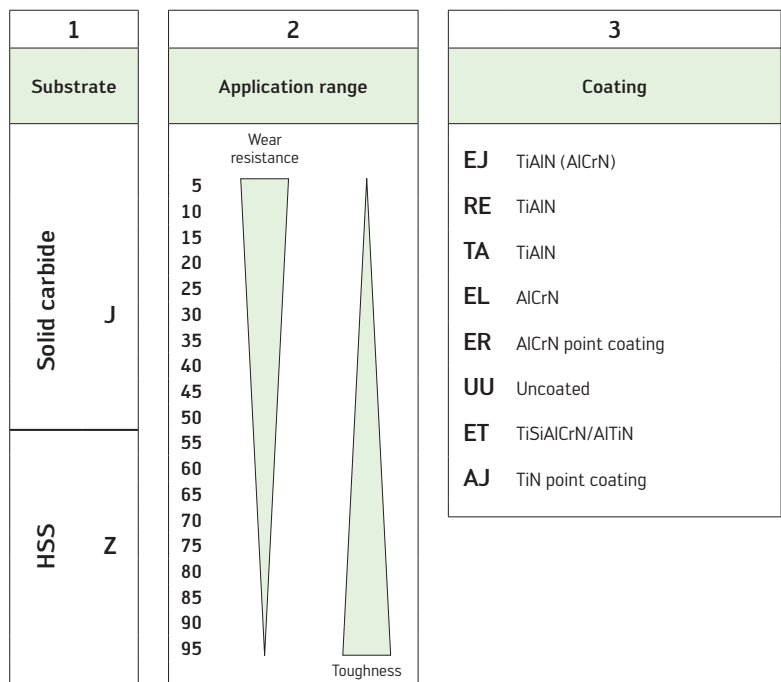 1
Substrate
Solid carbide
J
HSS
Z
2
Application range
Wear
resistance
5
10
15
20
25
30
35
40
45
50
55
60
65
70
75
80
85
90
95
Toughness
3
Coating
EJ TiAlN (AlCrN)
RE TiAlN
TA TiAlN
EL AlCrN
ER AlCrN point coating
UU Uncoated
ET TiSiAlCrN/AlTiN
AJ TiN point coating